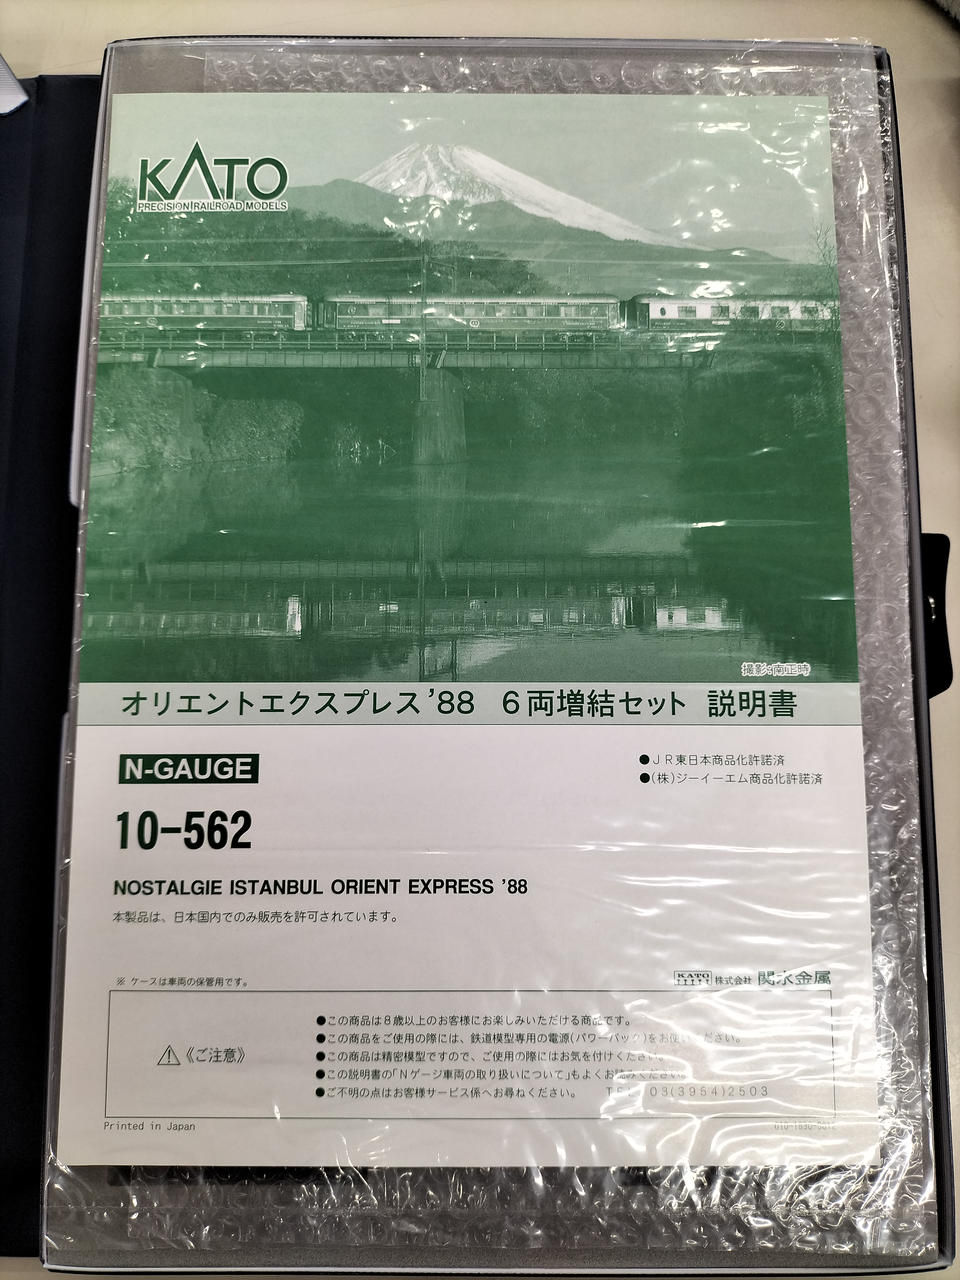 KATO
PRECISION RAILROAD MODELS
撮影:南正時
オリエントエクスプレス’88 6両増結セット 説明書
N-GAUGE
●JR東日本商品化許諾済
●(株)ジーイーエム商品化許諾済
10-562
NOSTALGIE ISTANBUL ORIENT EXPRESS ’88
本製品は、日本国内でのみ販売を許可されています。
※ ケースは車両の保管用です。
KATO 株式会社 関水金属
⚠《ご注意》
●この商品は8歳以上のお客様にお楽しみいただける商品です。
●この商品をご使用の際には、鉄道模型専用の電源(パワーパック)をお使いください。
●この商品は精密模型ですので、ご使用の際にはお気を付けください。
●この説明書の「Nゲージ車両の取り扱いについて」もよくお読みください。
●ご不明の点はお客様サービス係へお尋ねください。 TEL 03(3954)2503
Printed in Japan